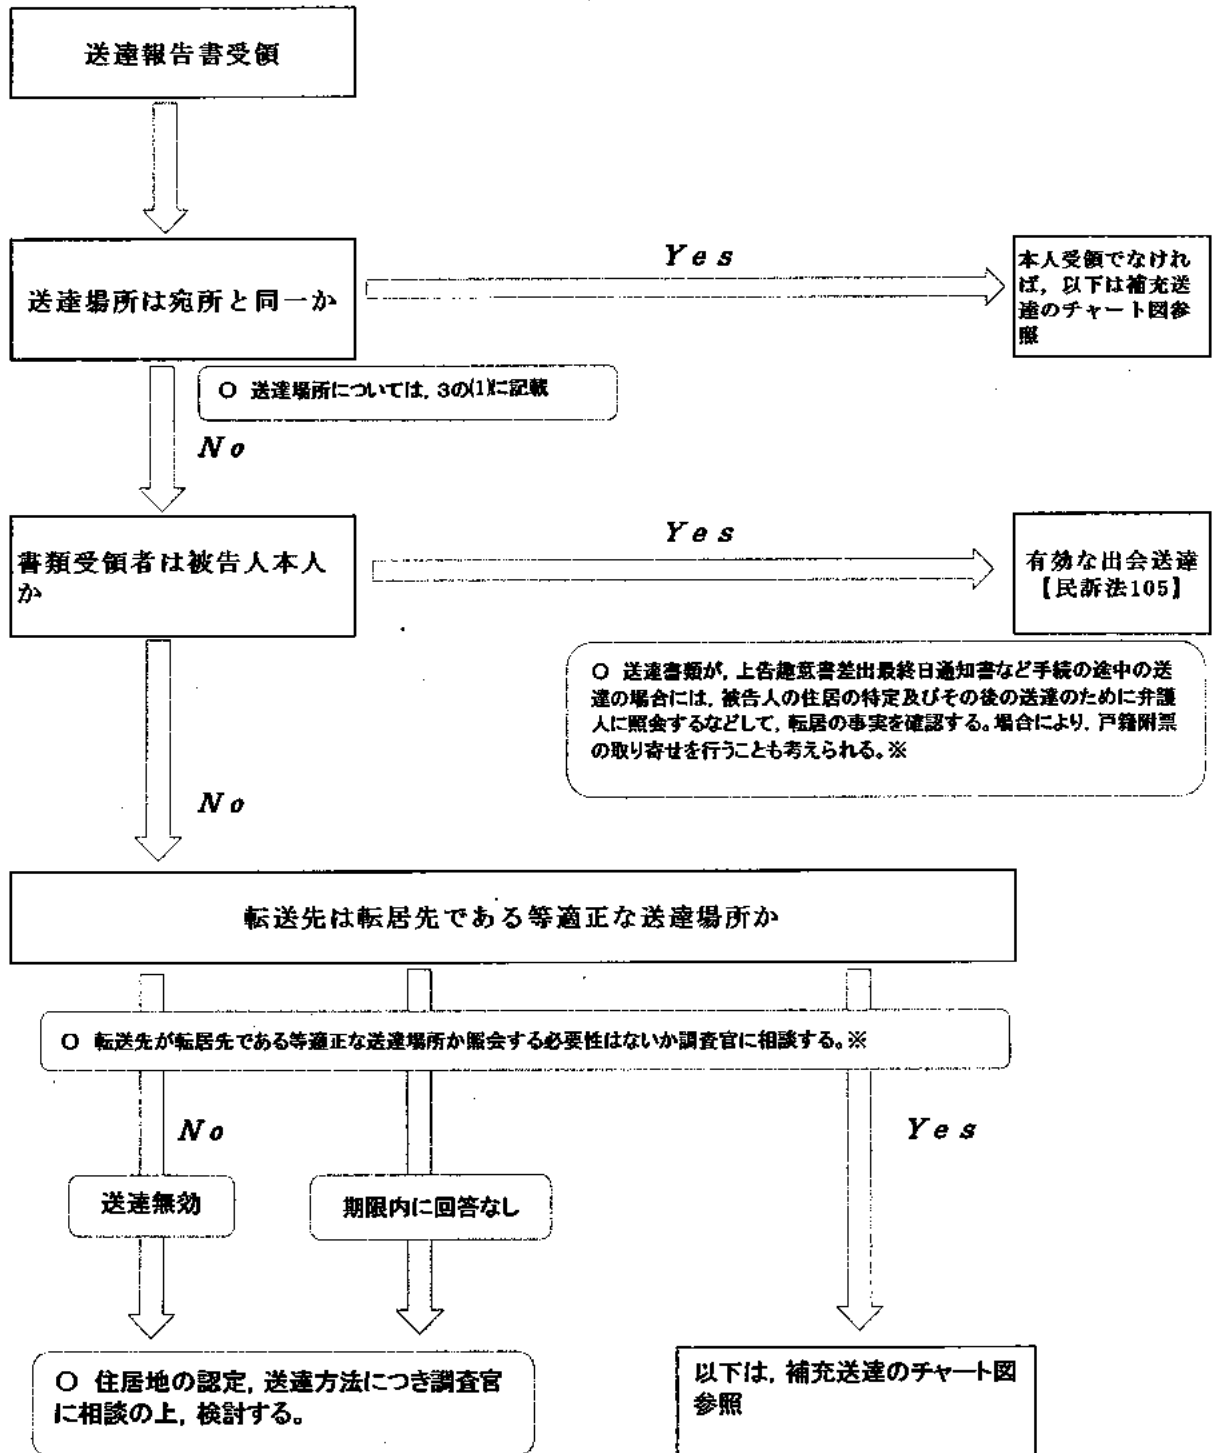 送達報告書受領
送達場所は宛所と同一か
Yes
本人受領でなけれ
ば，以下は補充送
達のチャート図参
照
○ 送達場所については，3の(1)に記載
No
書類受領者は被告人本人
か
Yes
有効な出会送達
【民訴法105】
○ 送達書類が，上告趣意書差出最終日通知書など手続の途中の送
達の場合には，被告人の住居の特定及びその後の送達のために弁護
人に照会するなどして，転居の事実を確認する。場合により，戸籍附票
の取り寄せを行うことも考えられる。※
No
転送先は転居先である等適正な送達場所か
○ 転送先が転居先である等適正な送達場所か照会する必要性はないか調査官に相談する。※
No
Yes
送達無効
期限内に回答なし
○ 住居地の認定，送達方法につき調査官
に相談の上，検討する。
以下は，補充送達のチャート図
参照